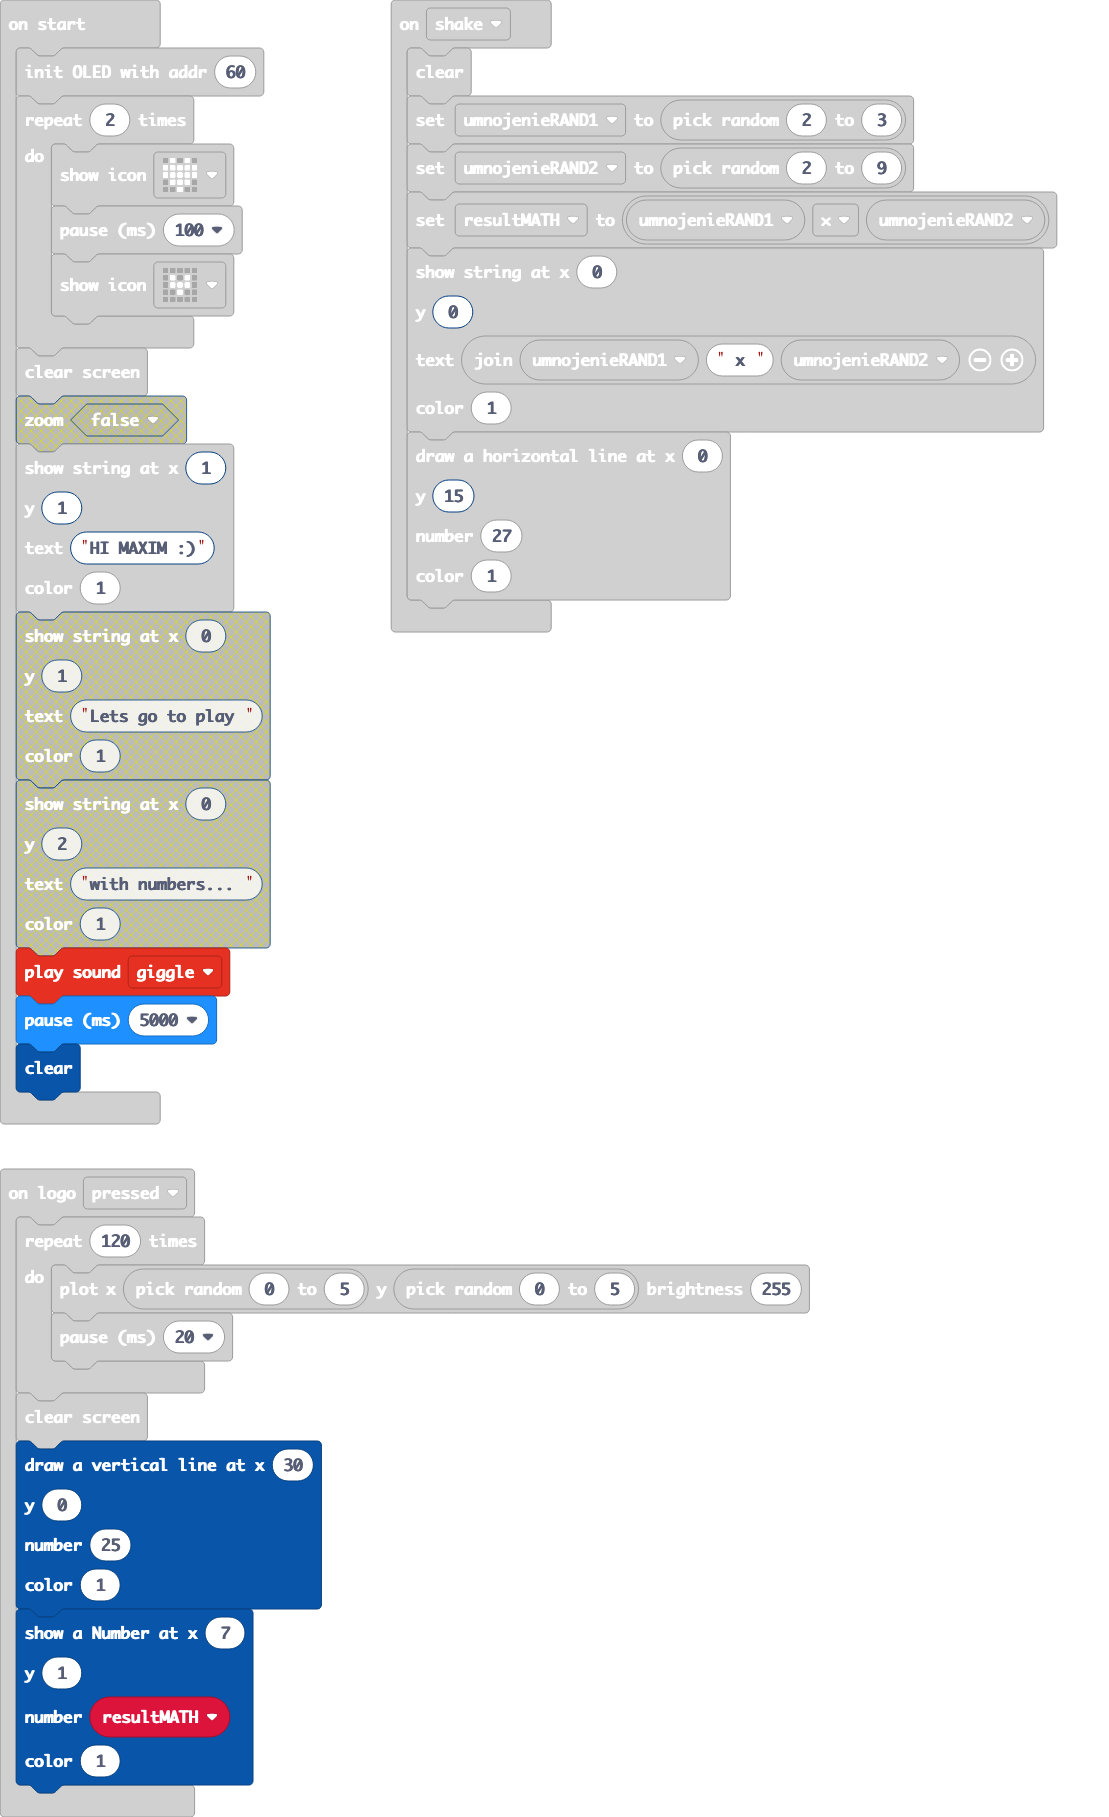 on start
init OLED with addr 60
repeat 2 times
do
show icon
pause (ms) 100
show icon
clear screen
zoom false
show string at x 1
y 1
text "HI MAXIM :)"
color 1
show string at x 0
y 1
text "Lets go to play "
color 1
show string at x 0
y 2
text "with numbers... "
color 1
play sound giggle
pause (ms) 5000
clear
on shake
clear
set umnojenieRAND1 to pick random 2 to 3
set umnojenieRAND2 to pick random 2 to 9
set resultMATH to umnojenieRAND1 x umnojenieRAND2
show string at x 0
y 0
text join umnojenieRAND1 " x " umnojenieRAND2
color 1
draw a horizontal line at x 0
y 15
number 27
color 1
on logo pressed
repeat 120 times
do
plot x pick random 0 to 5 y pick random 0 to 5 brightness 255
pause (ms) 20
clear screen
draw a vertical line at x 30
y 0
number 25
color 1
show a Number at x 7
y 1
number resultMATH
color 1